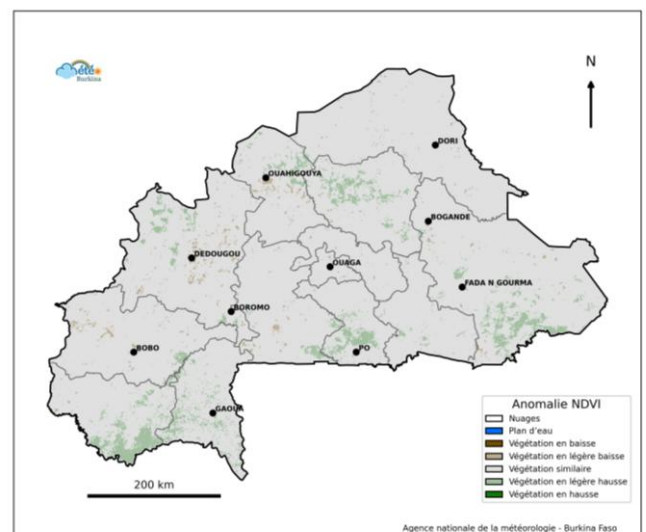 Météo
Burkina
N
DORI
OUAHIGOUYA
BOGANDE
DEDOUGOU
OUAGA
FADA N GOURMA
BOROMO
BOBO
PO
GAOUA
200 km
Anomalie NDVI
Nuages
Plan d'eau
Végétation en baisse
Végétation en légère baisse
Végétation similaire
Végétation en légère hausse
Végétation en hausse
Agence nationale de la météorologie - Burkina Faso